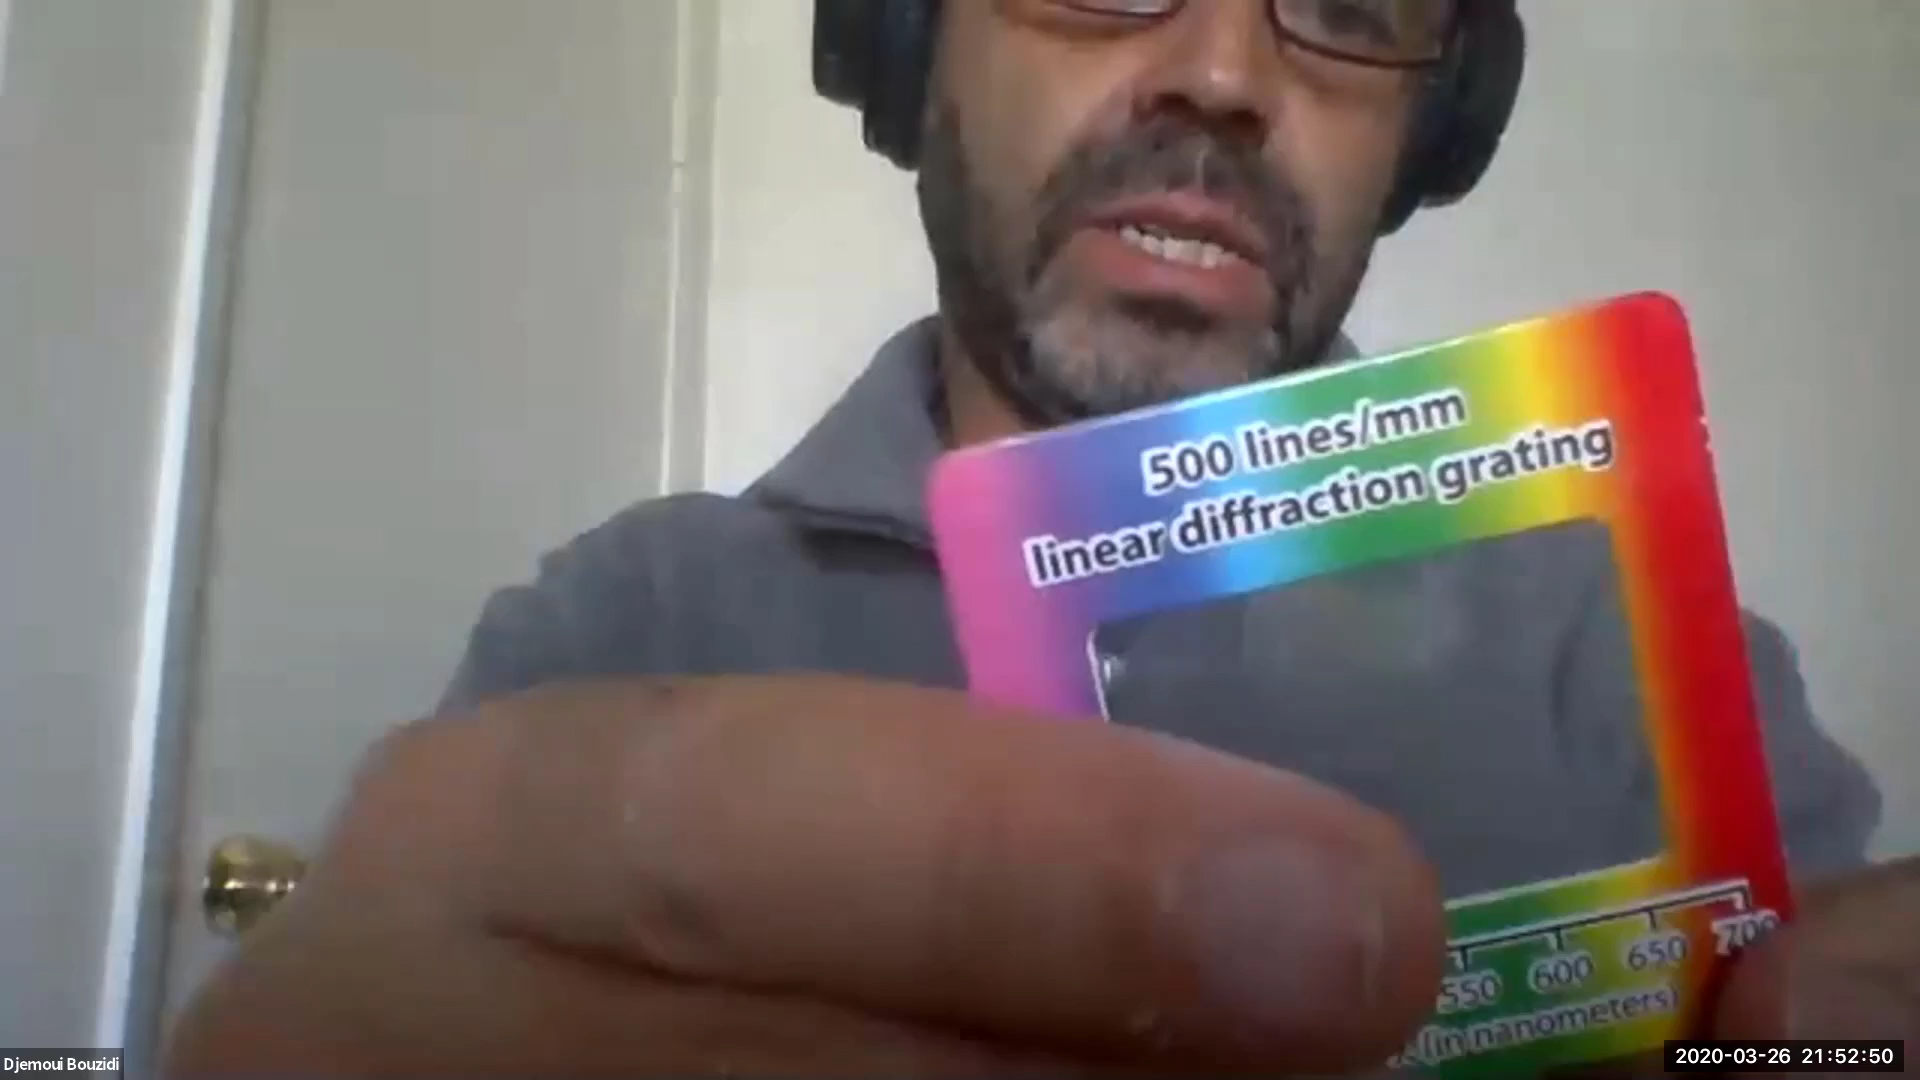 500 lines/mm
linear diffraction grating
550 600 650 700
(in nanometers)
Djemoui Bouzidi
2020-03-26 21:52:50